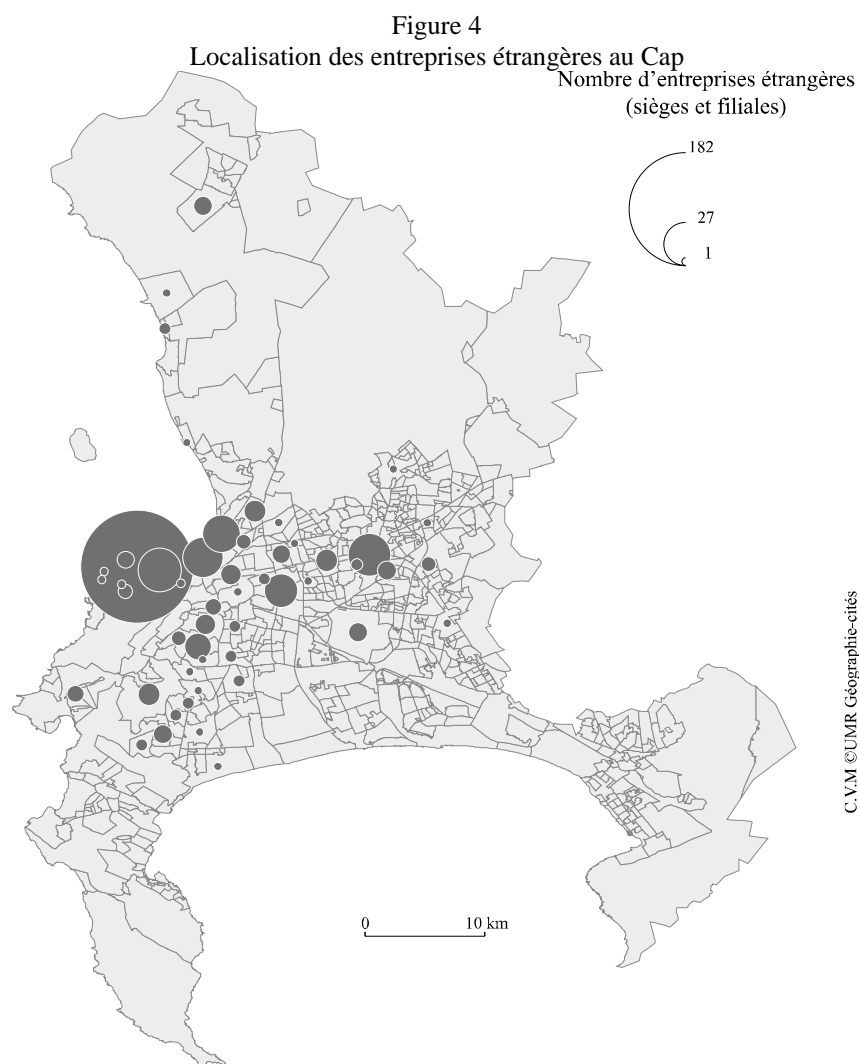 Figure 4
Localisation des entreprises étrangères au Cap
Nombre d'entreprises étrangères
(sièges et filiales)
182
27
1
C.V.M ©UMR Géographie-cités
0 10 km